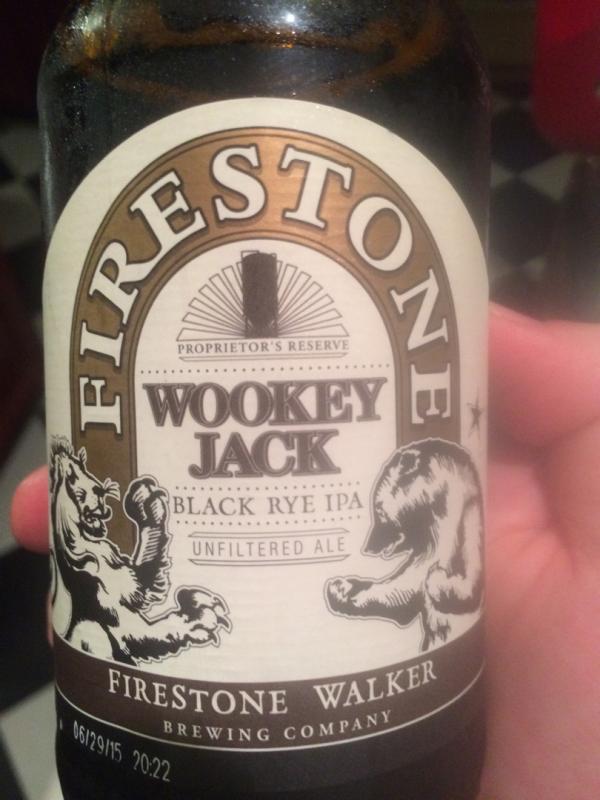 FIRESTONE
PROPRIETOR'S RESERVE
WOOKEY
JACK
BLACK RYE IPA
UNFILTERED ALE
FIRESTONE WALKER
BREWING COMPANY
06/29/15 20:22